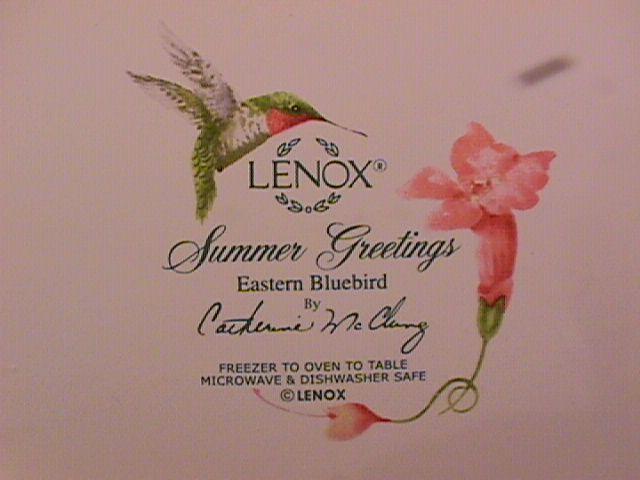 LENOX®
Summer Greetings
Eastern Bluebird
By
Catherine McClung
FREEZER TO OVEN TO TABLE
MICROWAVE & DISHWASHER SAFE
© LENOX